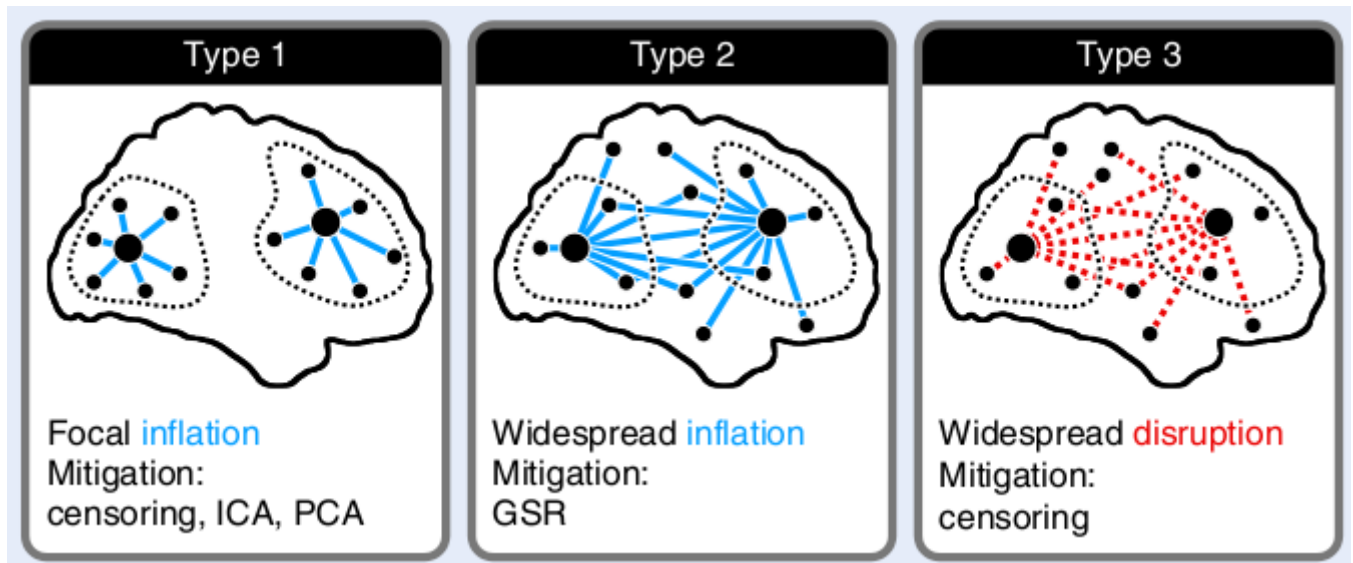 Type 1
Focal inflation
Mitigation:
censoring, ICA, PCA
Type 2
Widespread inflation
Mitigation:
GSR
Type 3
Widespread disruption
Mitigation:
censoring